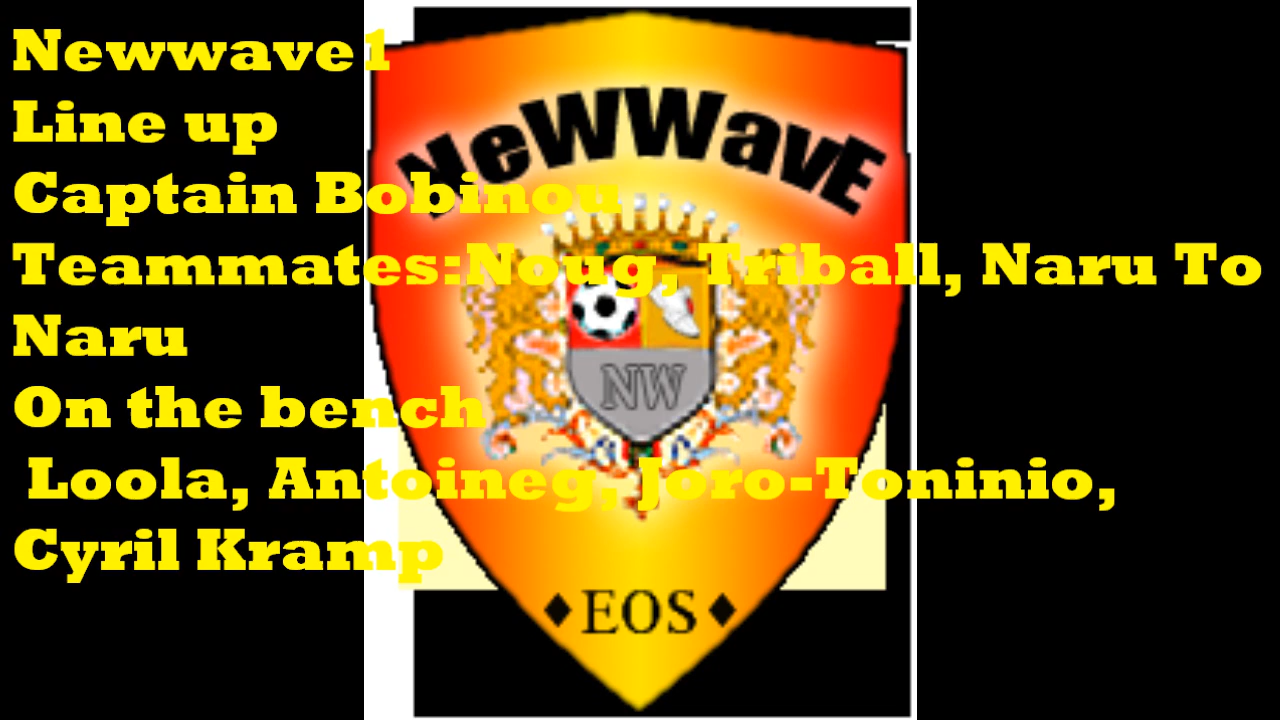 Newwave1
Line up
Captain Bobinou
Teammates:Noug, Triball, Naru To
Naru
On the bench
Loola, Antoineg, Joro-Toninio,
Cyril Kramp
NeWWavE
NW
♦EOS♦